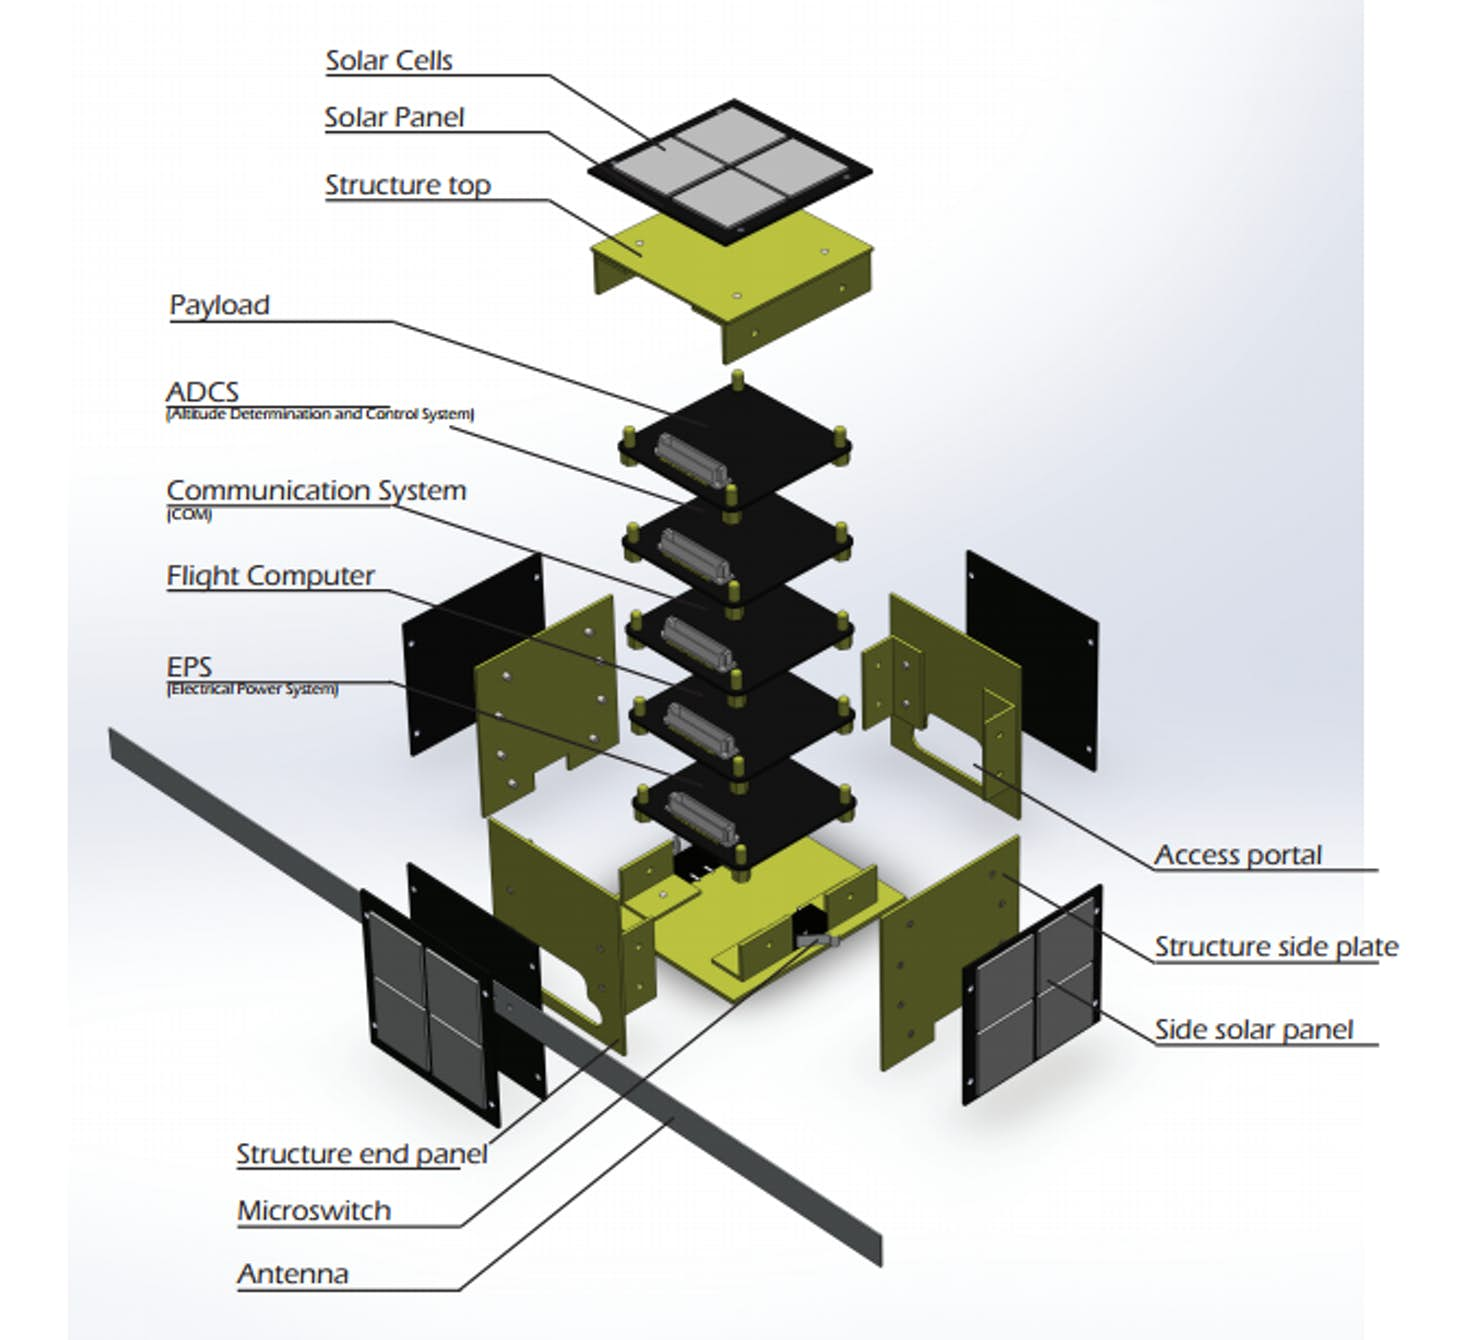 Solar Cells
Solar Panel
Structure top
Payload
ADCS
(Altitude Determination and Control System)
Communication System
(COM)
Flight Computer
EPS
(Electrical Power System)
Access portal
Structure side plate
Side solar panel
Structure end panel
Microswitch
Antenna